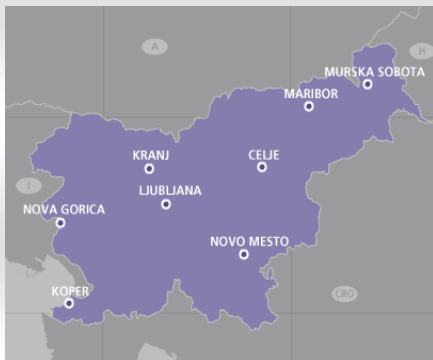 A
H
MURSKA SOBOTA
MARIBOR
KRANJ
CELJE
I
LJUBLJANA
NOVA GORICA
NOVO MESTO
KOPER
CRO